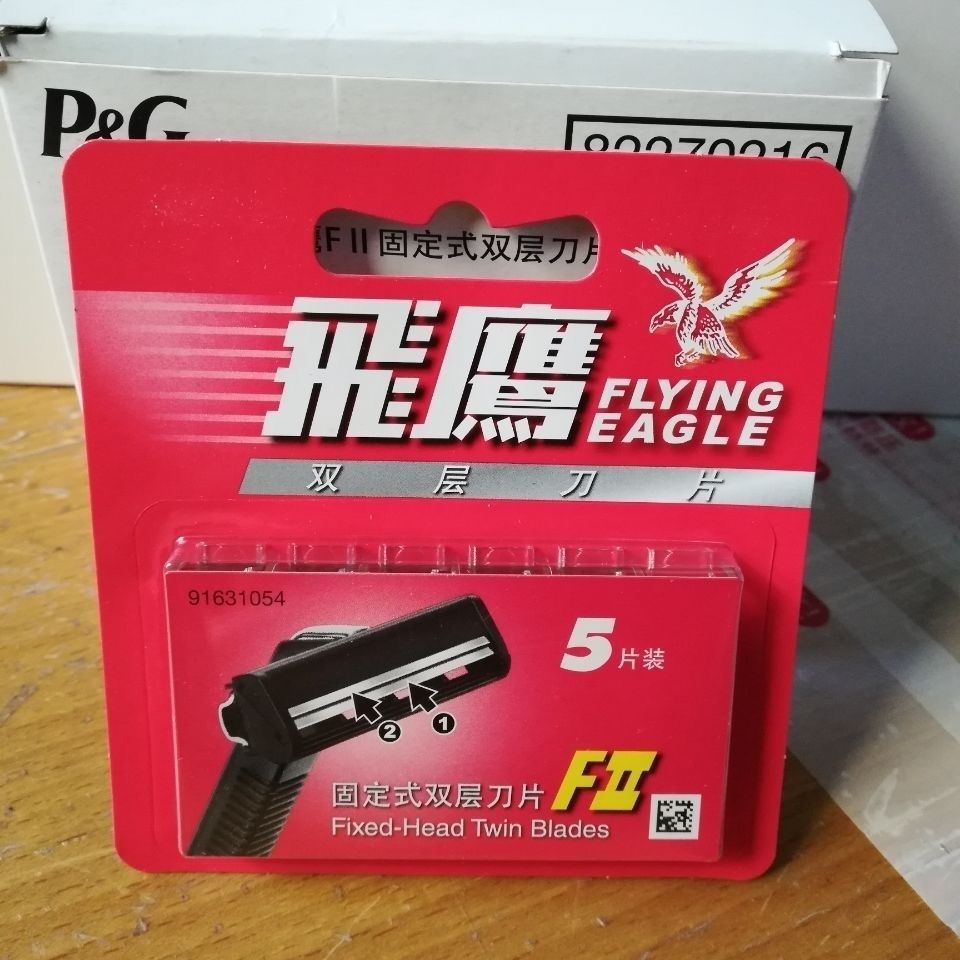 P&G
82270216
F II 固定式双层刀片
飛鷹
FLYING
EAGLE
双层刀片
91631054
5片装
2
1
固定式双层刀片 FII
Fixed-Head Twin Blades